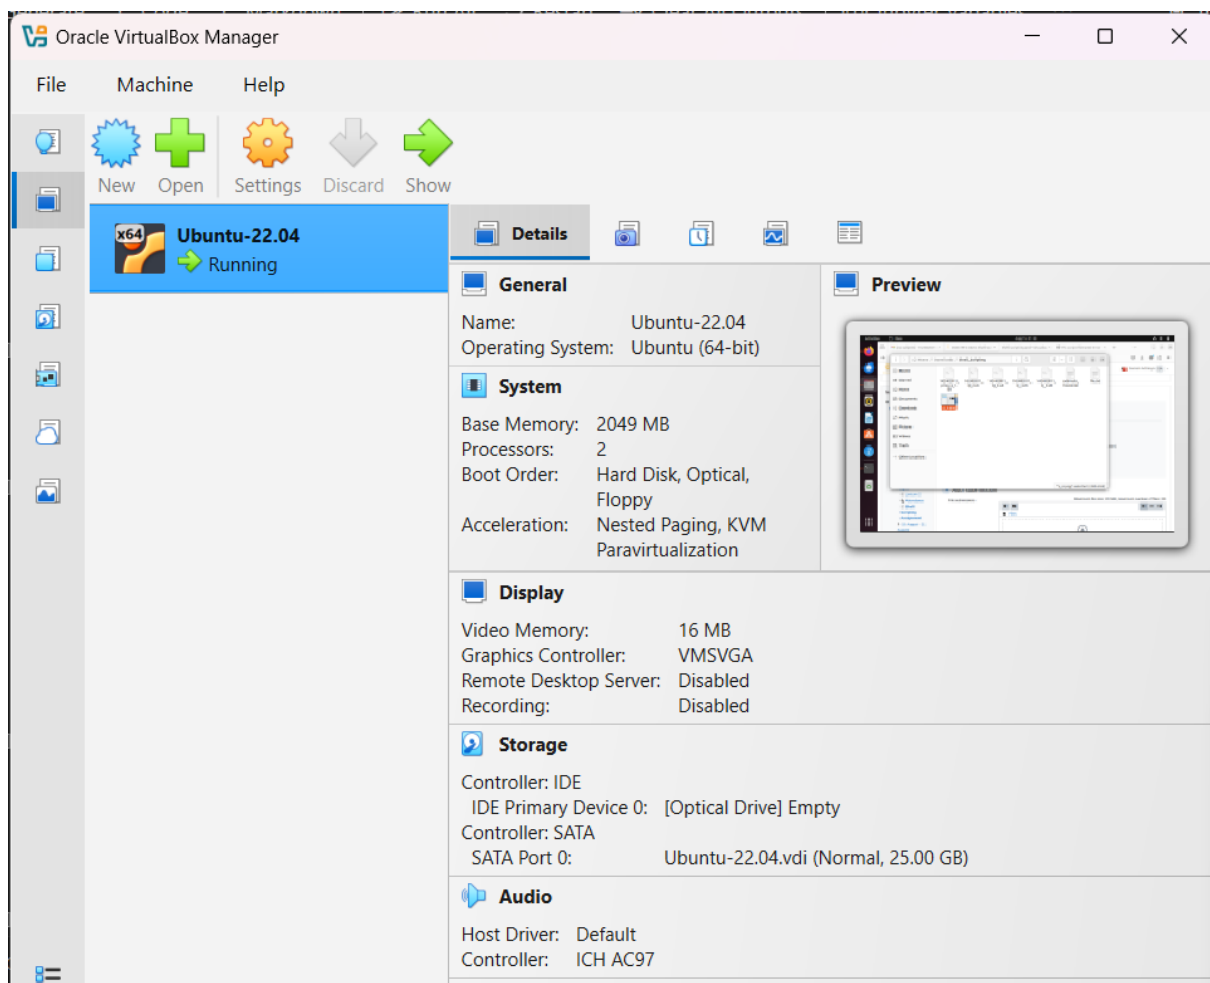 Oracle VirtualBox Manager
File Machine Help
New Open Settings Discard Show
x64
Ubuntu-22.04
Running
Details
General
Name: Ubuntu-22.04
Operating System: Ubuntu (64-bit)
Preview
System
Base Memory: 2049 MB
Processors: 2
Boot Order: Hard Disk, Optical,
Floppy
Acceleration: Nested Paging, KVM
Paravirtualization
Display
Video Memory: 16 MB
Graphics Controller: VMSVGA
Remote Desktop Server: Disabled
Recording: Disabled
Storage
Controller: IDE
IDE Primary Device 0: [Optical Drive] Empty
Controller: SATA
SATA Port 0: Ubuntu-22.04.vdi (Normal, 25.00 GB)
Audio
Host Driver: Default
Controller: ICH AC97